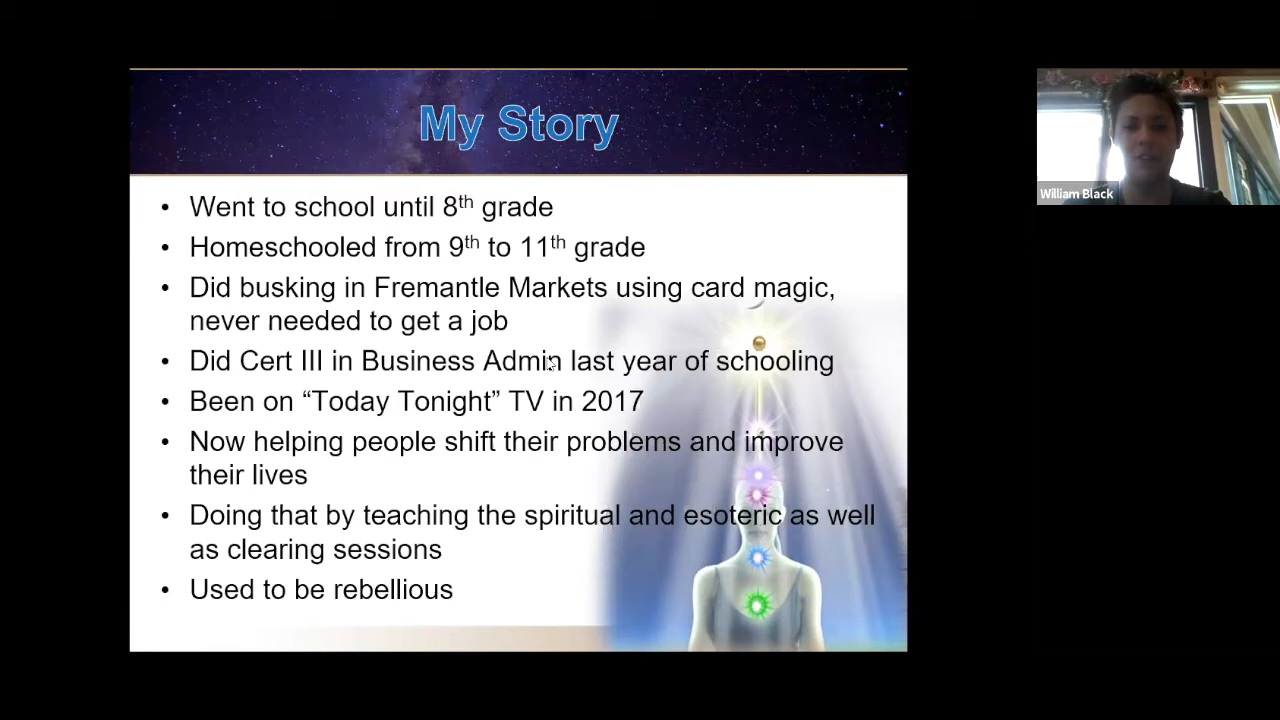 My Story
• Went to school until 8th grade
• Homeschooled from 9th to 11th grade
• Did busking in Fremantle Markets using card magic,
never needed to get a job
• Did Cert III in Business Admin last year of schooling
• Been on “Today Tonight” TV in 2017
• Now helping people shift their problems and improve
their lives
• Doing that by teaching the spiritual and esoteric as well
as clearing sessions
• Used to be rebellious
William Black